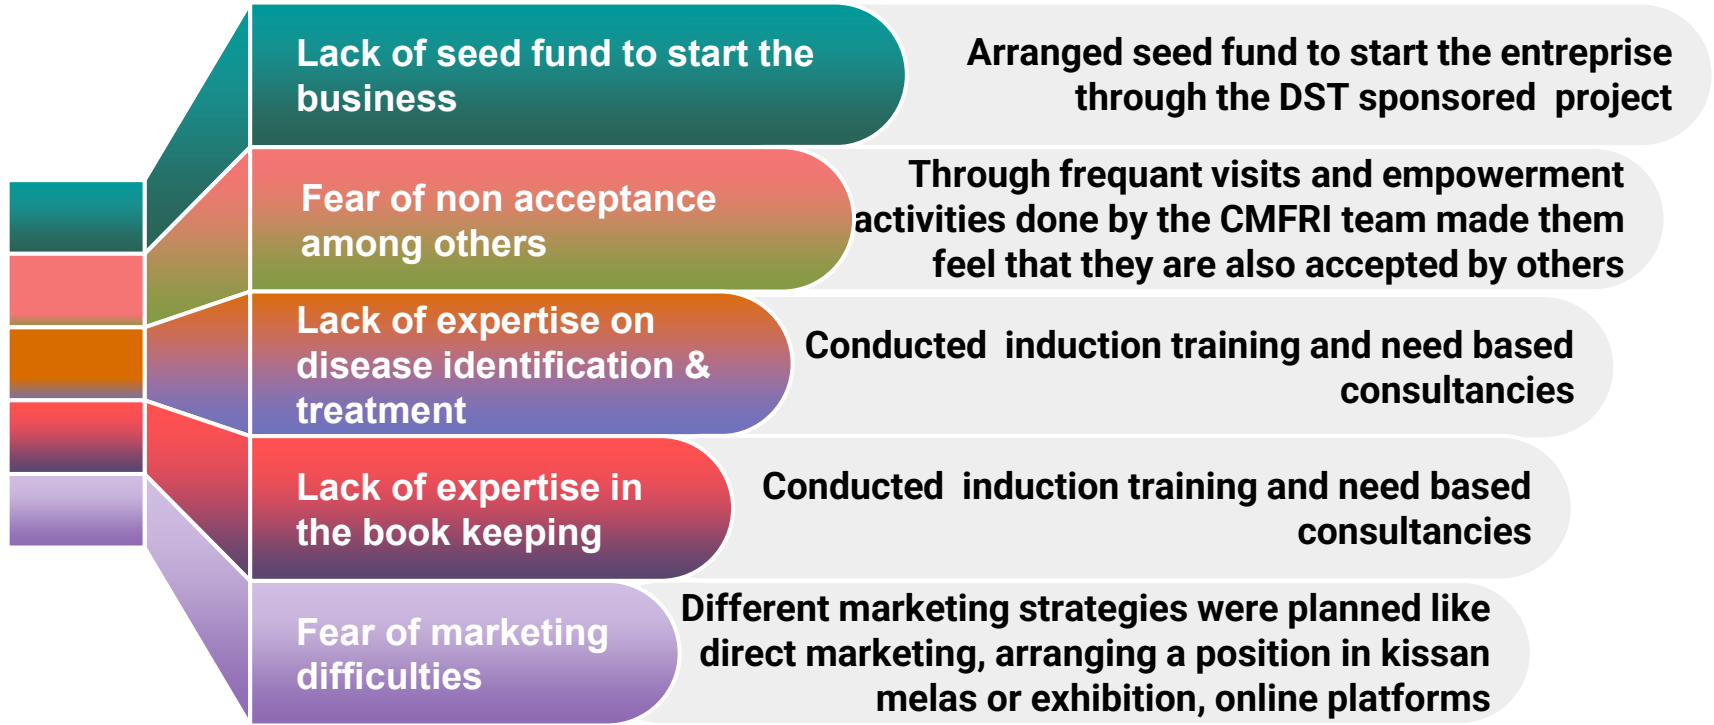 Lack of seed fund to start the
business
Arranged seed fund to start the entreprise
through the DST sponsored  project
Fear of non acceptance
among others
Through frequant visits and empowerment
activities done by the CMFRI team made them
feel that they are also accepted by others
Lack of expertise on
disease identification &
treatment
Conducted  induction training and need based
consultancies
Lack of expertise in
the book keeping
Conducted  induction training and need based
consultancies
Fear of marketing
difficulties
Different marketing strategies were planned like
direct marketing, arranging a position in kissan
melas or exhibition, online platforms